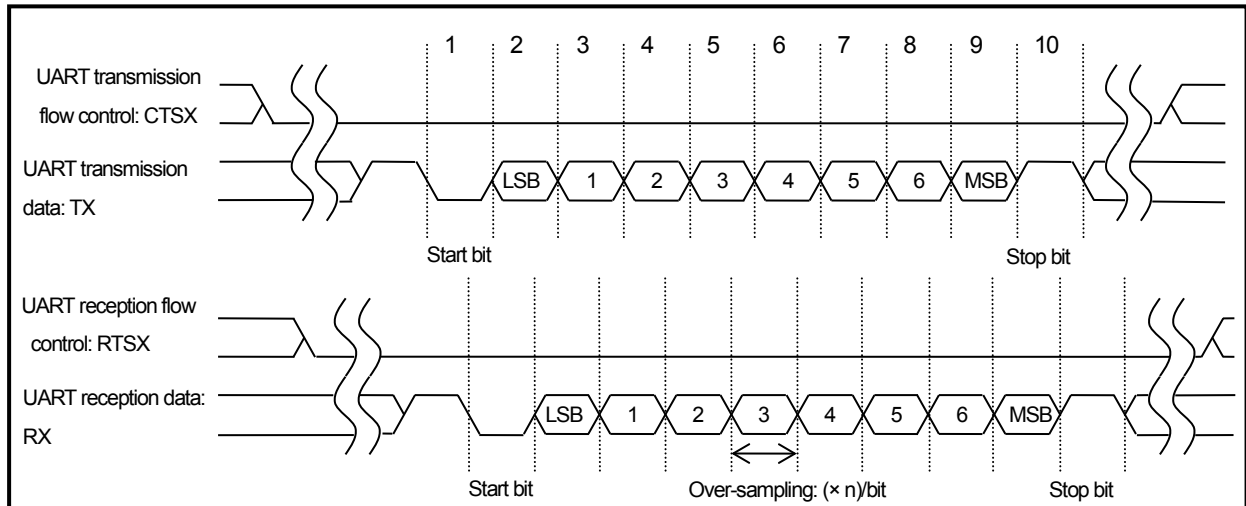 1 2 3 4 5 6 7 8 9 10
UART transmission
flow control: CTSX
UART transmission
data: TX
LSB 1 2 3 4 5 6 MSB
Start bit Stop bit
UART reception flow
control: RTSX
UART reception data:
RX
LSB 1 2 3 4 5 6 MSB
Start bit Over-sampling: (× n)/bit Stop bit